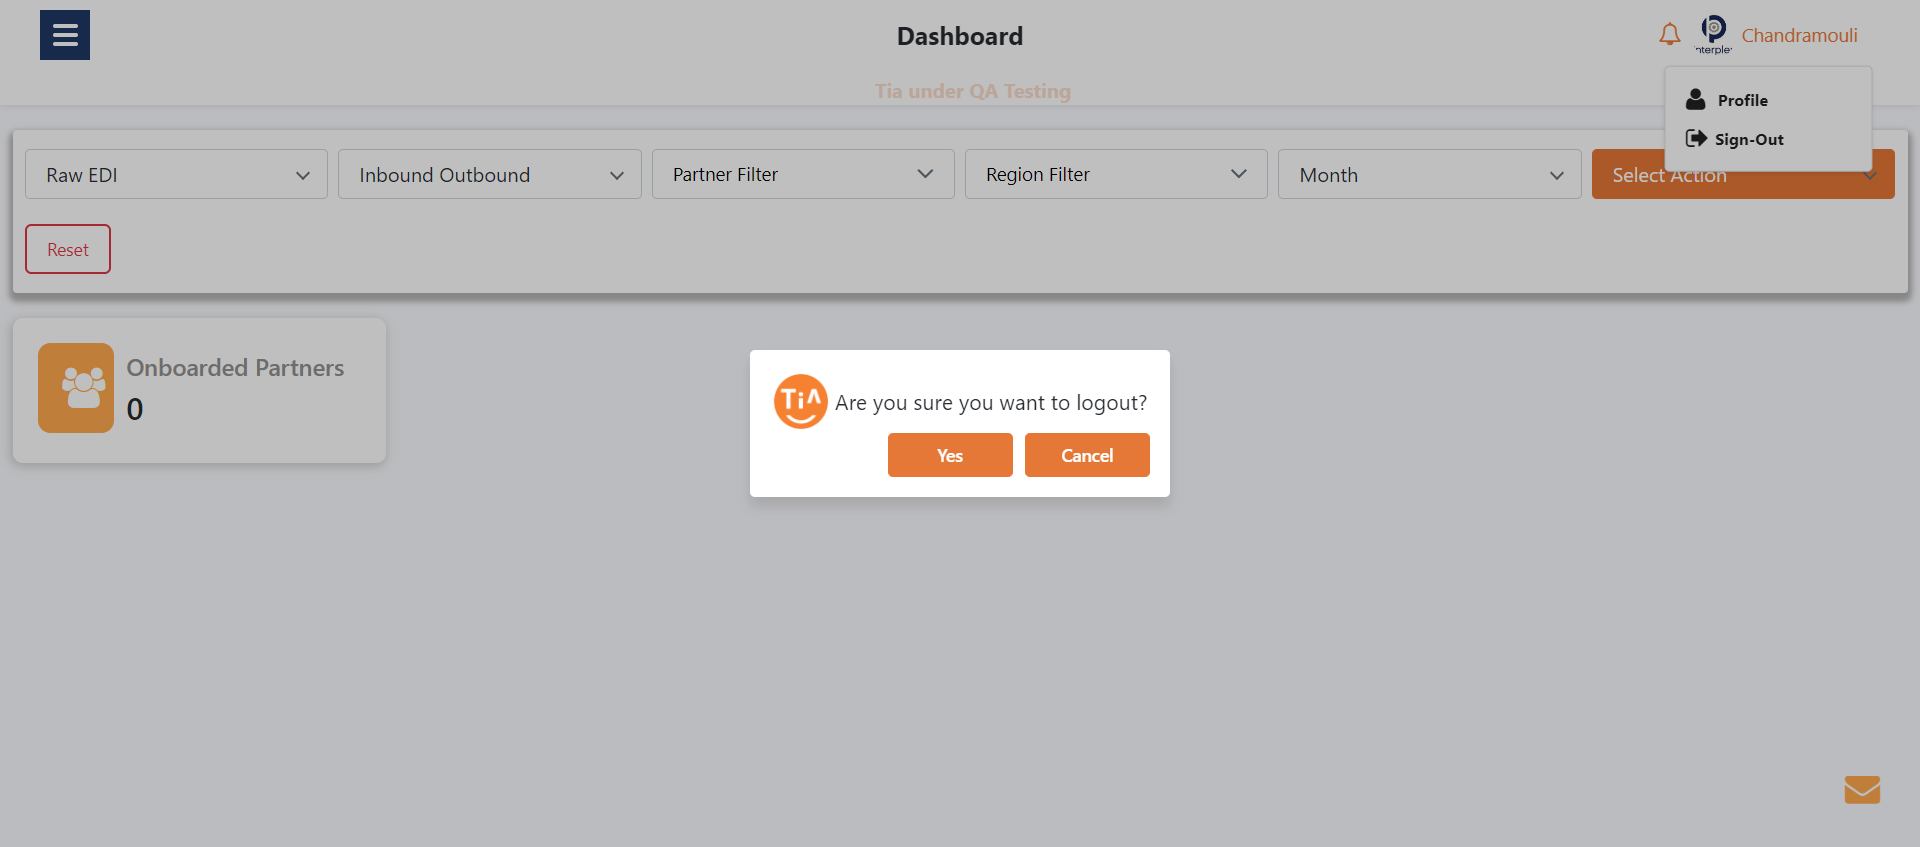 Dashboard
Chandramouli
Tia under QA Testing
Profile
Sign-Out
Raw EDI
Inbound Outbound
Partner Filter
Region Filter
Month
Select Action
Reset
Onboarded Partners
0
TiA
Are you sure you want to logout?
Yes
Cancel